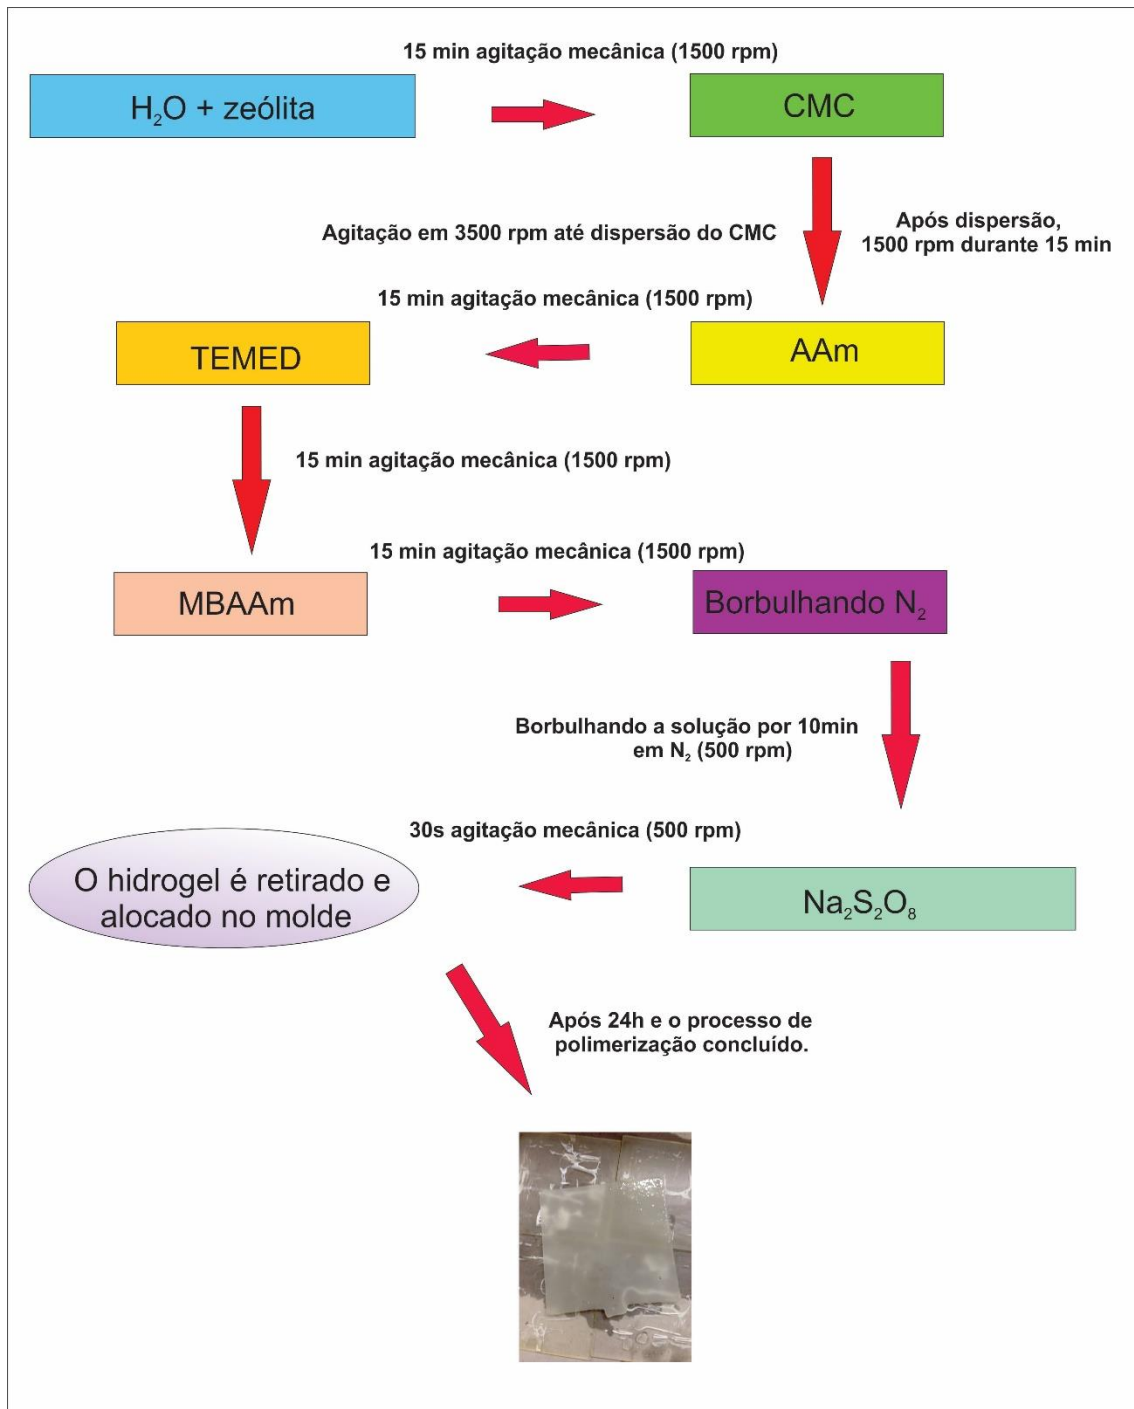 15 min agitação mecânica (1500 rpm)
H₂O + zeólita
CMC
Agitação em 3500 rpm até dispersão do CMC
Após dispersão,
1500 rpm durante 15 min
15 min agitação mecânica (1500 rpm)
TEMED
AAm
15 min agitação mecânica (1500 rpm)
15 min agitação mecânica (1500 rpm)
MBAAm
Borbulhando N₂
Borbulhando a solução por 10min
em N₂ (500 rpm)
30s agitação mecânica (500 rpm)
O hidrogel é retirado e
alocado no molde
Na₂S₂O₈
Após 24h e o processo de
polimerização concluído.